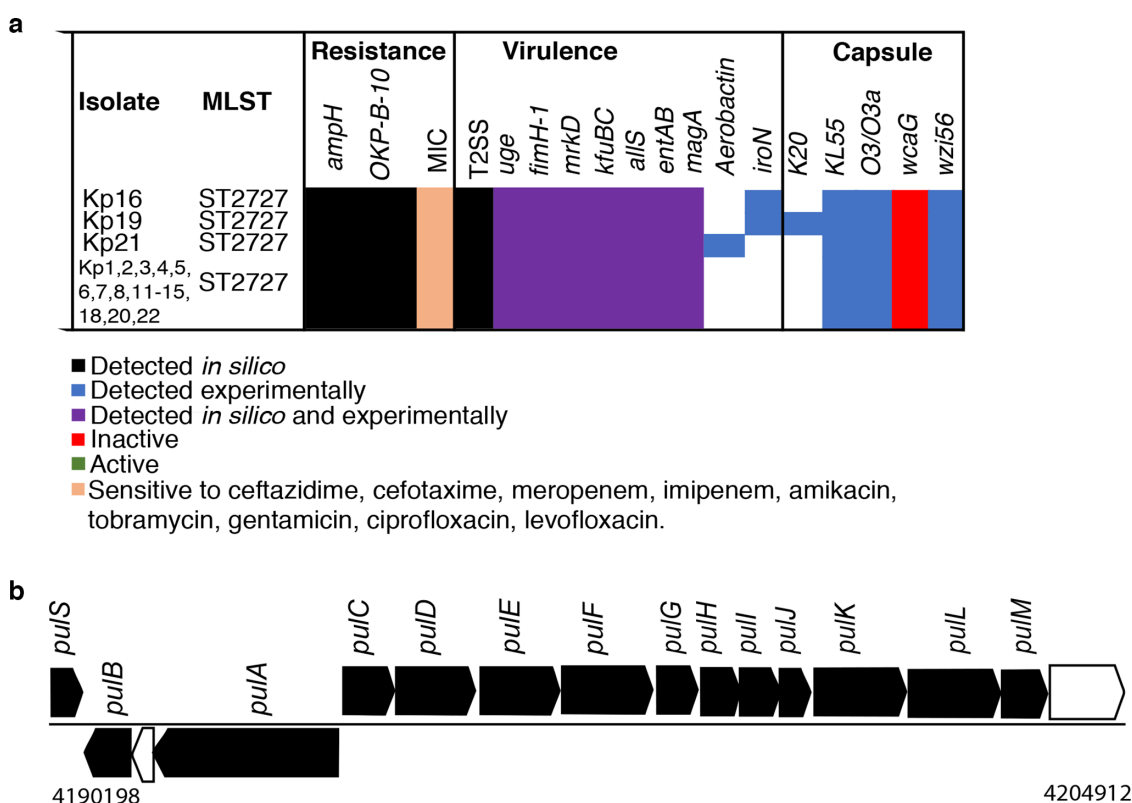 a
Resistance Virulence Capsule
Isolate MLST
ampH OKP-B-10 MIC T2SS uge fimH-1 mrkD kfuBC allS entAB magA Aerobactin iroN K20 KL55 O3/O3a wcaG wzi56
Kp16 ST2727
Kp19 ST2727
Kp21 ST2727
Kp1,2,3,4,5,
6,7,8,11-15, ST2727
18,20,22
Detected in silico
Detected experimentally
Detected in silico and experimentally
Inactive
Active
Sensitive to ceftazidime, cefotaxime, meropenem, imipenem, amikacin,
tobramycin, gentamicin, ciprofloxacin, levofloxacin.
b
pulS pulB pulA pulC pulD pulE pulF pulG pulH pulI pulJ pulK pulL pulM
4190198 4204912